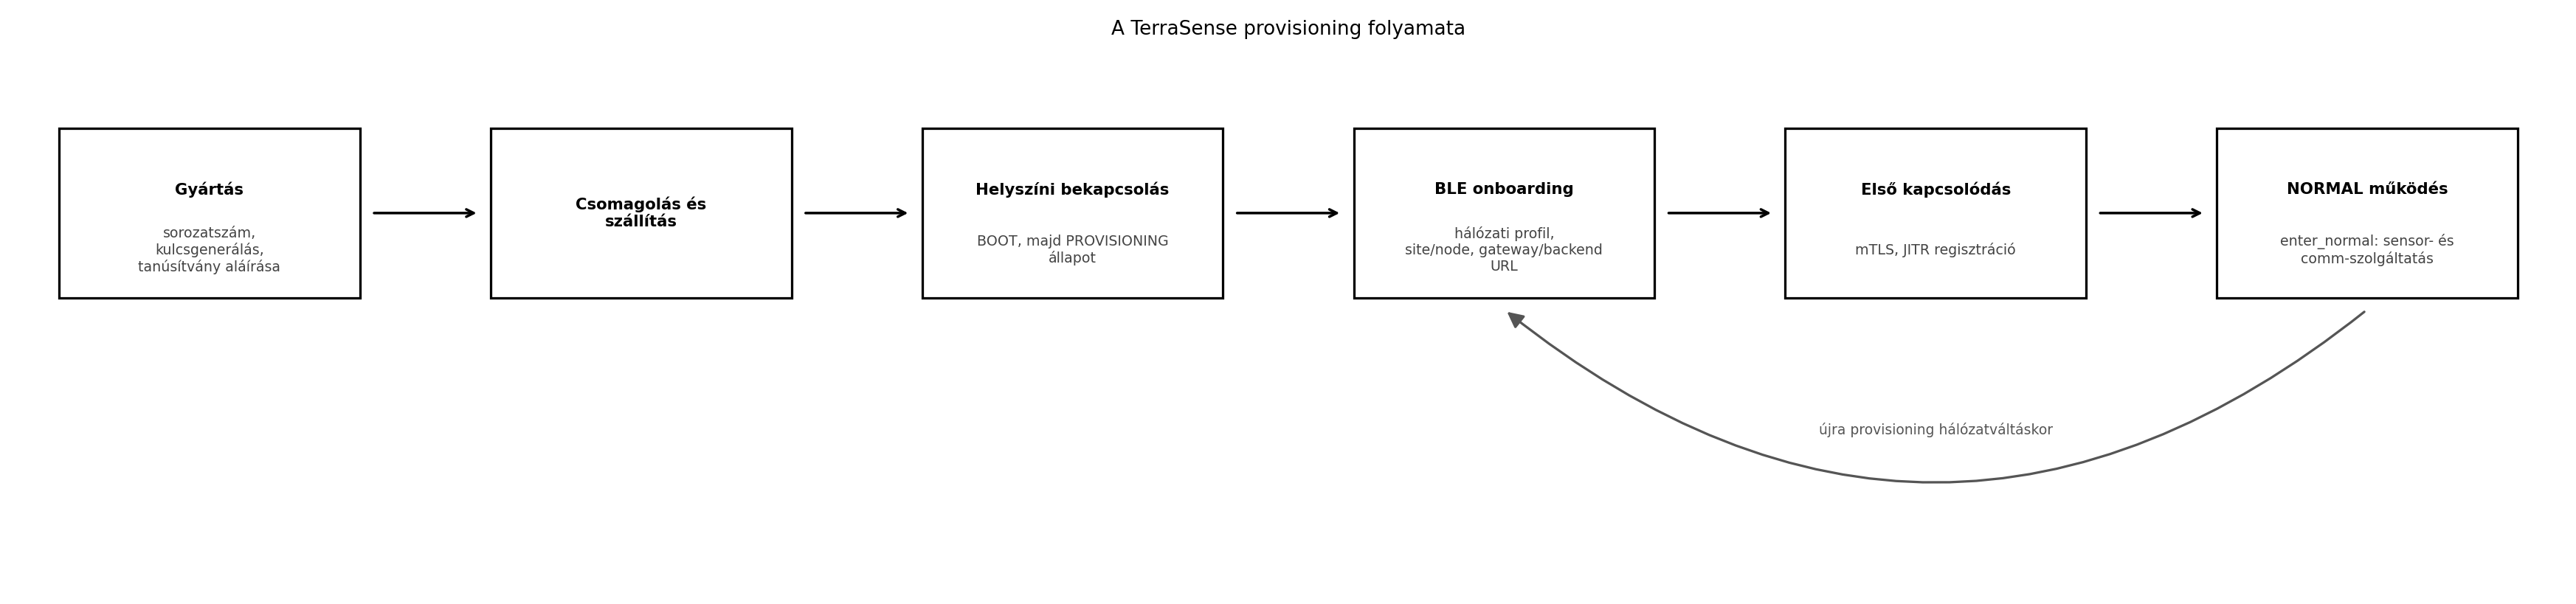 A TerraSense provisioning folyamata
Gyártás
sorozatszám,
kulcsgenerálás,
tanúsítvány aláírása
Csomagolás és
szállítás
Helyszíni bekapcsolás
BOOT, majd PROVISIONING
állapot
BLE onboarding
hálózati profil,
site/node, gateway/backend
URL
Első kapcsolódás
mTLS, JITR regisztráció
NORMAL működés
enter_normal: sensor- és
comm-szolgáltatás
újra provisioning hálózatváltáskor